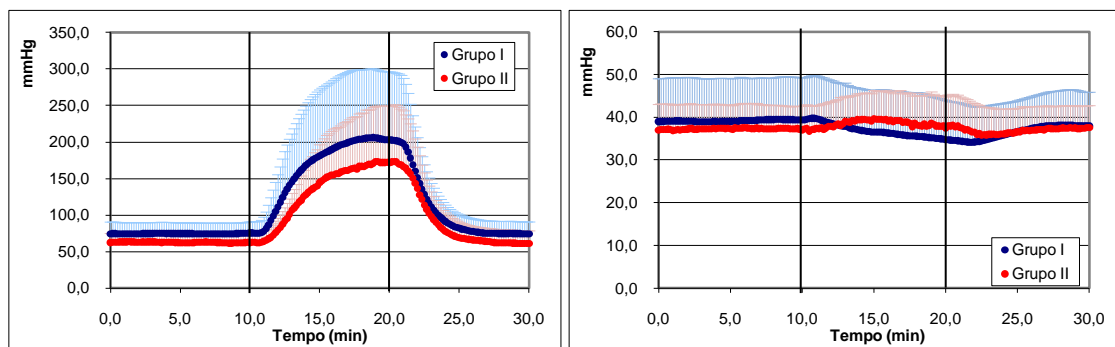 mmHg
350,0
300,0
250,0
200,0
150,0
100,0
50,0
0,0
Grupo I
Grupo II
0,0 5,0 10,0 15,0 20,0 25,0 30,0
Tempo (min)
mmHg
60,0
50,0
40,0
30,0
20,0
10,0
0,0
Grupo I
Grupo II
0,0 5,0 10,0 15,0 20,0 25,0 30,0
Tempo (min)